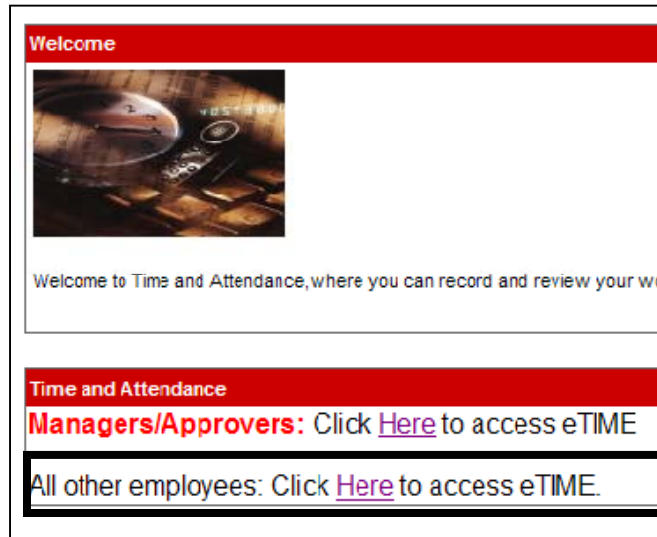 Welcome
Welcome to Time and Attendance, where you can record and review your
Time and Attendance
Managers/Approvers: Click Here to access eTIME
All other employees: Click Here to access eTIME.